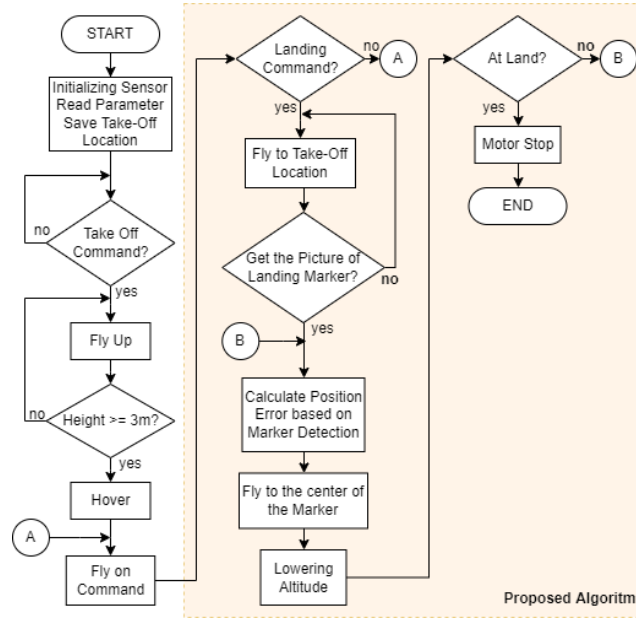 START
Initializing Sensor
Read Parameter
Save Take-Off
Location
no
Take Off
Command?
yes
Fly Up
no
Height >= 3m?
yes
Hover
A
Fly on
Command
Landing
Command?
no
A
yes
Fly to Take-Off
Location
Get the Picture of
Landing Marker?
no
yes
B
Calculate Position
Error based on
Marker Detection
Fly to the center of
the Marker
Lowering
Altitude
At Land?
no
B
yes
Motor Stop
END
Proposed Algoritm